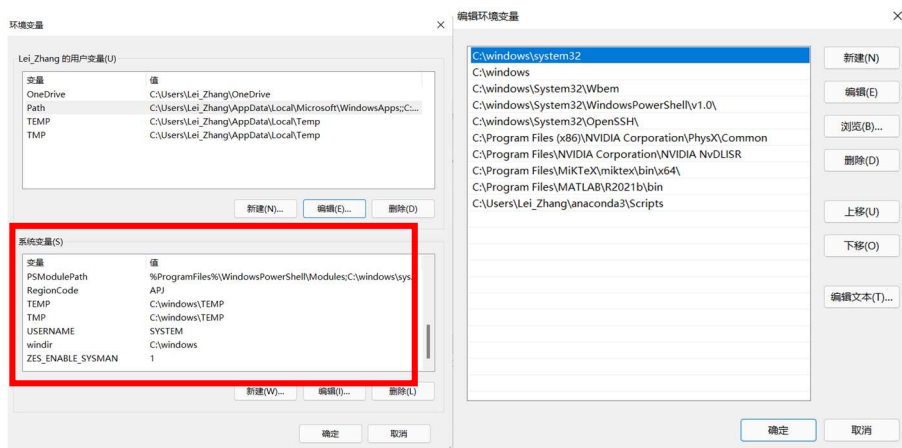 环境变量
Lei_Zhang 的用户变量(U)
变量 值
OneDrive C:\Users\Lei_Zhang\OneDrive
Path C:\Users\Lei_Zhang\AppData\Local\Microsoft\WindowsApps;;C:...
TEMP C:\Users\Lei_Zhang\AppData\Local\Temp
TMP C:\Users\Lei_Zhang\AppData\Local\Temp
新建(N)... 编辑(E)... 删除(D)
系统变量(S)
变量 值
PSModulePath %ProgramFiles%\WindowsPowerShell\Modules;C:\windows\sys
RegionCode APJ
TEMP C:\windows\TEMP
TMP C:\windows\TEMP
USERNAME SYSTEM
windir C:\windows
ZES_ENABLE_SYSMAN 1
新建(W)... 编辑(I)... 删除(L)
确定 取消
编辑环境变量
C:\windows\system32
C:\windows
C:\windows\System32\Wbem
C:\windows\System32\WindowsPowerShell\v1.0\
C:\windows\System32\OpenSSH\
C:\Program Files (x86)\NVIDIA Corporation\PhysX\Common
C:\Program Files\NVIDIA Corporation\NVIDIA NvDLISR
C:\Program Files\MiKTeX\miktex\bin\x64\
C:\Program Files\MATLAB\R2021b\bin
C:\Users\Lei_Zhang\anaconda3\Scripts
新建(N)
编辑(E)
浏览(B)...
删除(D)
上移(U)
下移(O)
编辑文本(T)...
确定 取消